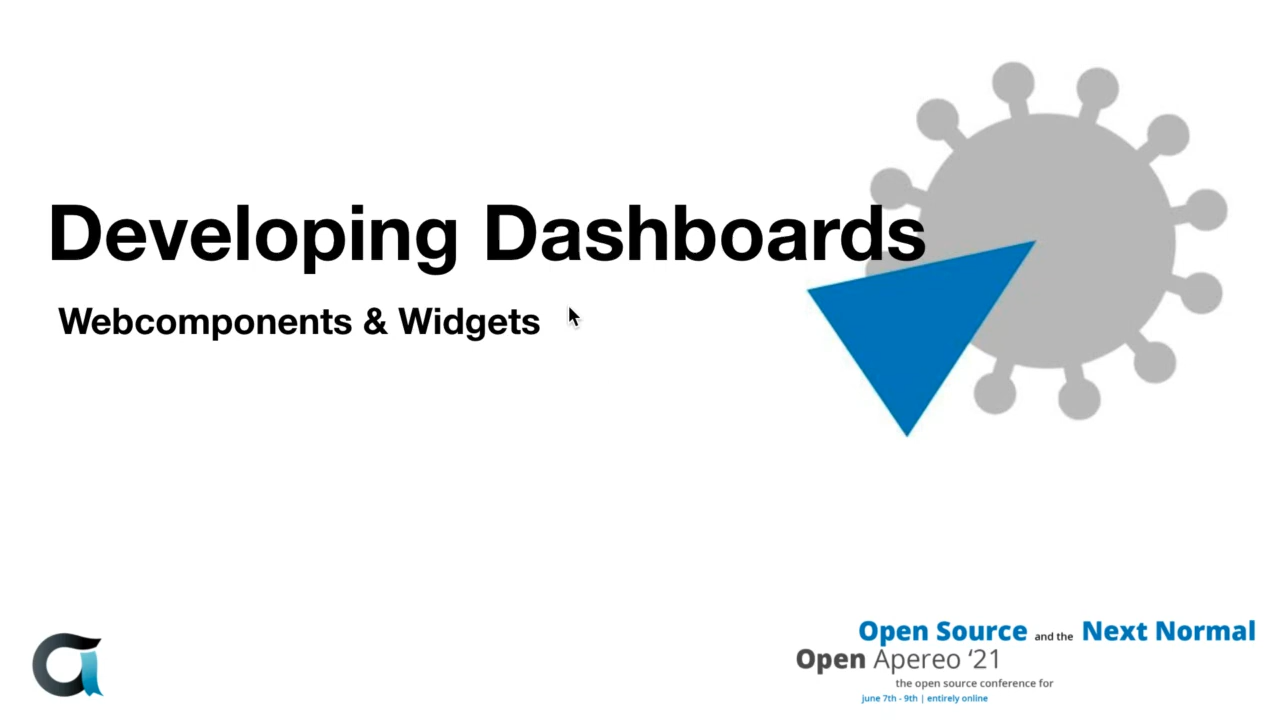 Developing Dashboards
Webcomponents & Widgets
Open Source and the Next Normal
Open Apereo ‘21
the open source conference for
june 7th - 9th | entirely online